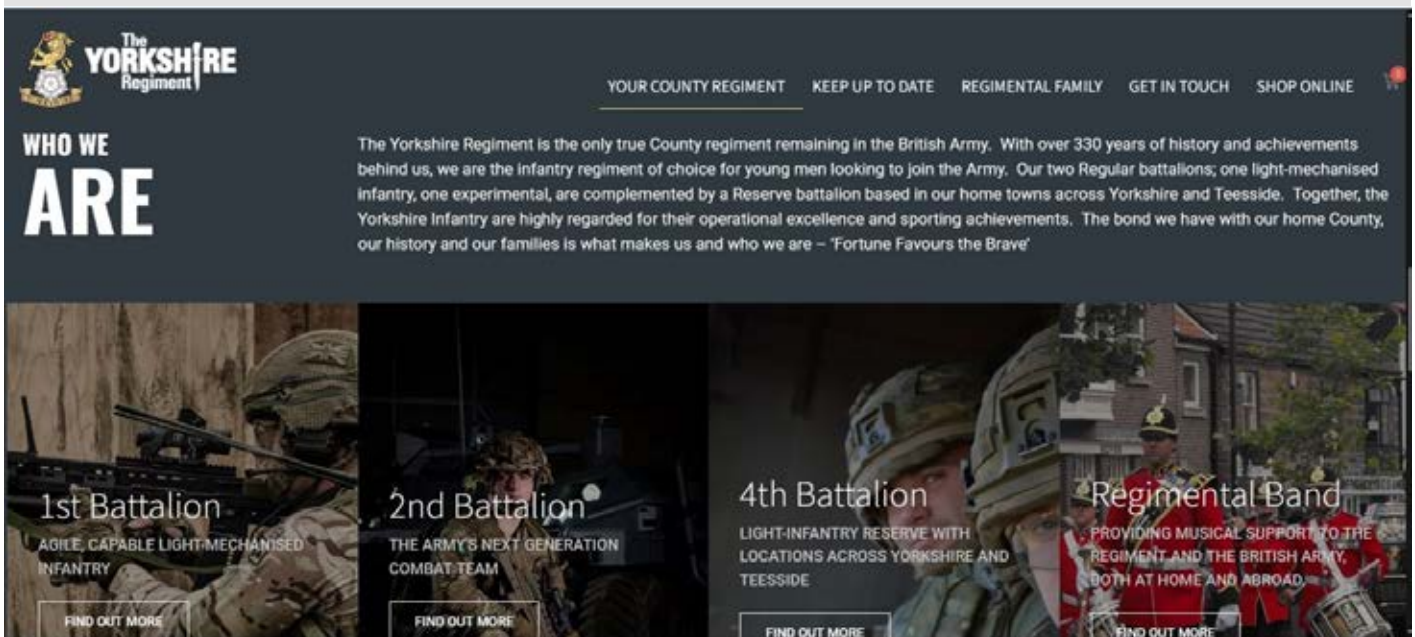 The
YORKSHIRE
Regiment
YOUR COUNTY REGIMENT KEEP UP TO DATE REGIMENTAL FAMILY GET IN TOUCH SHOP ONLINE
WHO WE
ARE
The Yorkshire Regiment is the only true County regiment remaining in the British Army. With over 330 years of history and achievements
behind us, we are the infantry regiment of choice for young men looking to join the Army. Our two Regular battalions; one light-mechanised
infantry, one experimental, are complemented by a Reserve battalion based in our home towns across Yorkshire and Teesside. Together, the
Yorkshire Infantry are highly regarded for their operational excellence and sporting achievements. The bond we have with our home County,
our history and our families is what makes us and who we are – 'Fortune Favours the Brave'
1st Battalion
AGILE, CAPABLE LIGHT-MECHANISED
INFANTRY
FIND OUT MORE
2nd Battalion
THE ARMY'S NEXT GENERATION
COMBAT TEAM
FIND OUT MORE
4th Battalion
LIGHT-INFANTRY RESERVE WITH
LOCATIONS ACROSS YORKSHIRE AND
TEESSIDE
FIND OUT MORE
Regimental Band
PROVIDING MUSICAL SUPPORT TO THE
REGIMENT AND THE BRITISH ARMY,
BOTH AT HOME AND ABROAD,
FIND OUT MORE